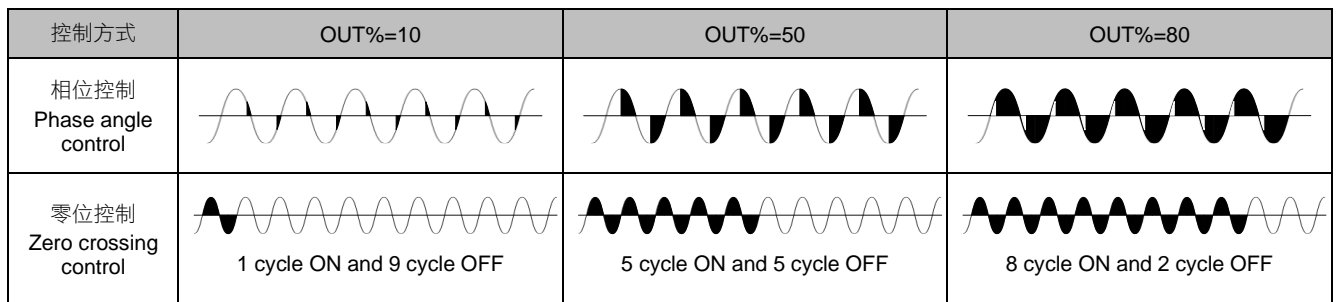 控制方式
OUT%=10
OUT%=50
OUT%=80
相位控制
Phase angle
control
零位控制
Zero crossing
control
1 cycle ON and 9 cycle OFF
5 cycle ON and 5 cycle OFF
8 cycle ON and 2 cycle OFF